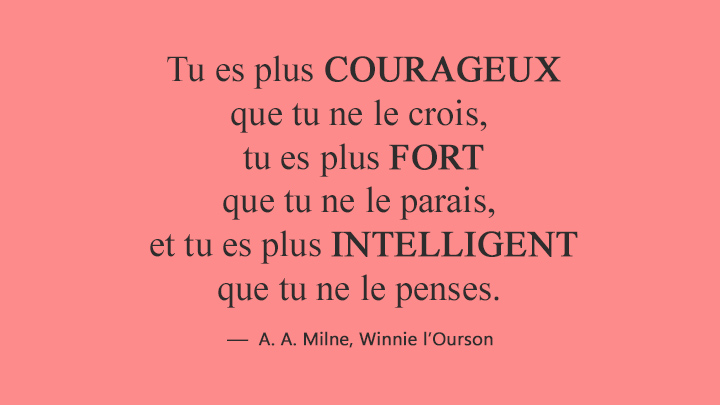 Tu es plus COURAGEUX
que tu ne le crois,
tu es plus FORT
que tu ne le parais,
et tu es plus INTELLIGENT
que tu ne le penses.
— A. A. Milne, Winnie l’Ourson